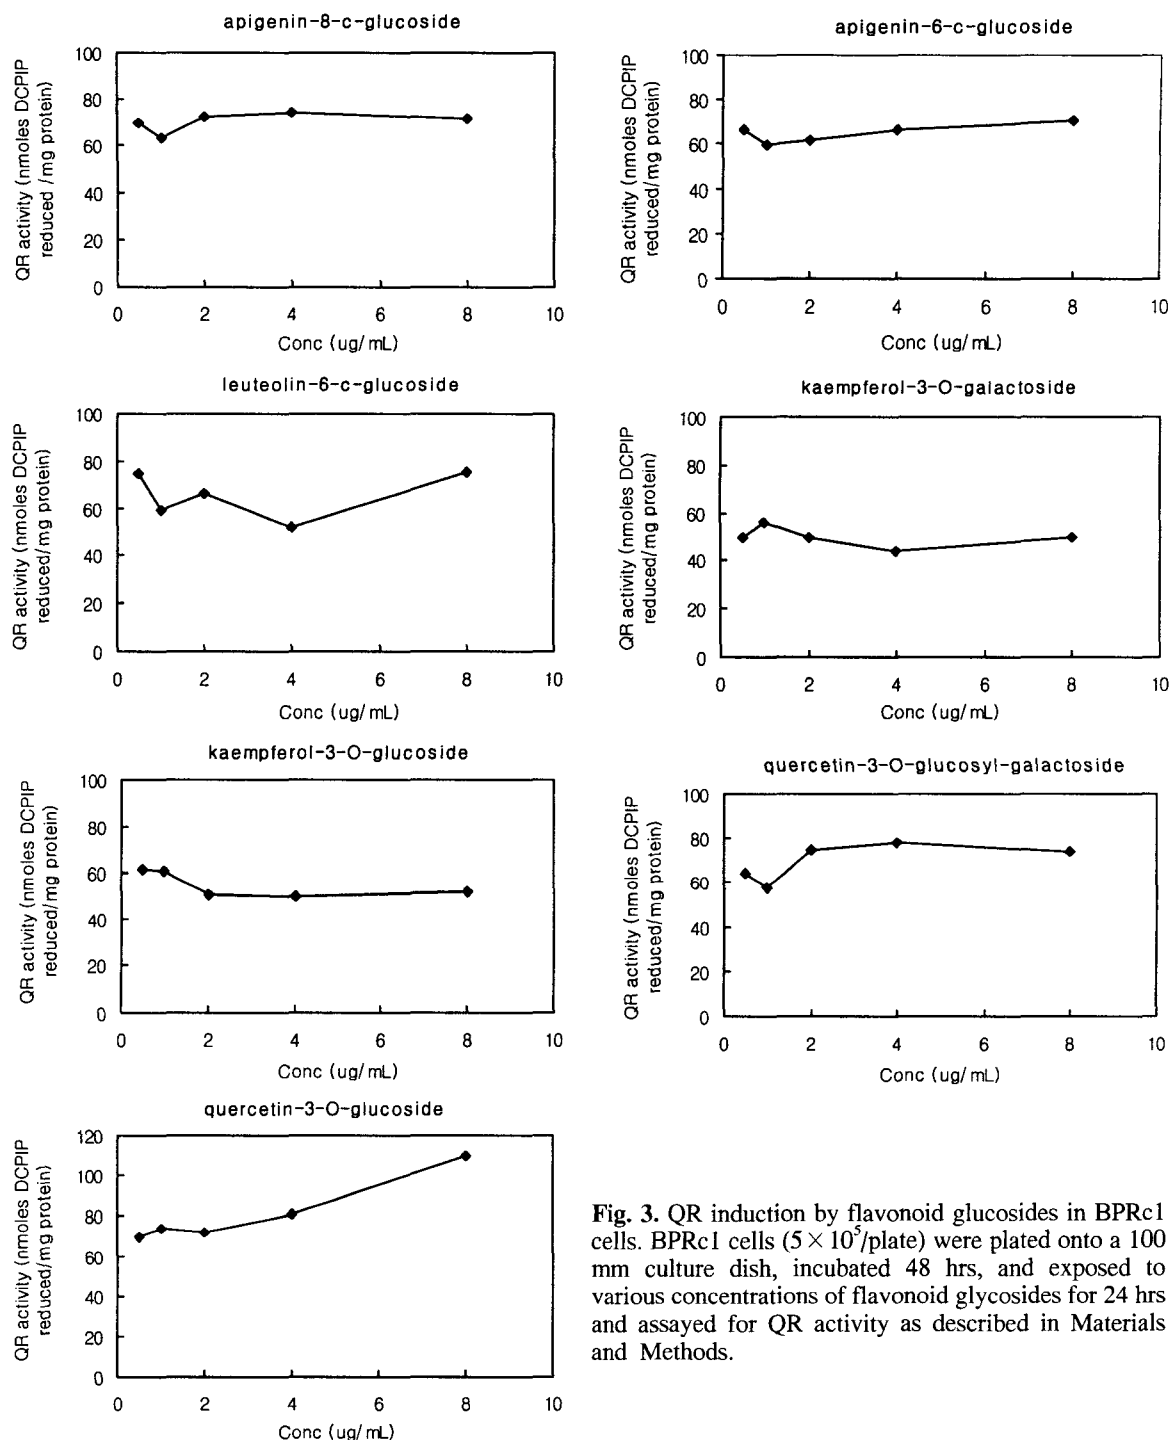 apigenin-8-c-glucoside
QR activity (nmoles DCPIP
reduced /mg protein)
100
80
60
40
20
0
0 2 4 6 8 10
Conc (ug/mL)
apigenin-6-c-glucoside
QR activity (nmoles DCPIP
reduced/mg protein)
100
80
60
40
20
0
0 2 4 6 8 10
Conc (ug/mL)
leuteolin-6-c-glucoside
QR activity (nmoles DCPIP
reduced/mg protein)
100
80
60
40
20
0
0 2 4 6 8 10
Conc (ug/mL)
kaempferol-3-O-galactoside
QR activity (nmoles DCPIP
reduced/mg protein)
100
80
60
40
20
0
0 2 4 6 8 10
Conc (ug/mL)
kaempferol-3-O-glucoside
QR activity (nmoles DCPIP
reduced/mg protein)
100
80
60
40
20
0
0 2 4 6 8 10
Conc (ug/mL)
quercetin-3-O-glucosyl-galactoside
QR activity (nmoles DCPIP
reduced/mg protein)
100
80
60
40
20
0
0 2 4 6 8 10
Conc (ug/mL)
quercetin-3-O-glucoside
QR activity (nmoles DCPIP
reduced/mg protein)
120
100
80
60
40
20
0
0 2 4 6 8 10
Conc (ug/mL)
Fig. 3. QR induction by flavonoid glucosides in BPRc1
cells. BPRc1 cells (5 × 10⁵/plate) were plated onto a 100
mm culture dish, incubated 48 hrs, and exposed to
various concentrations of flavonoid glycosides for 24 hrs
and assayed for QR activity as described in Materials
and Methods.